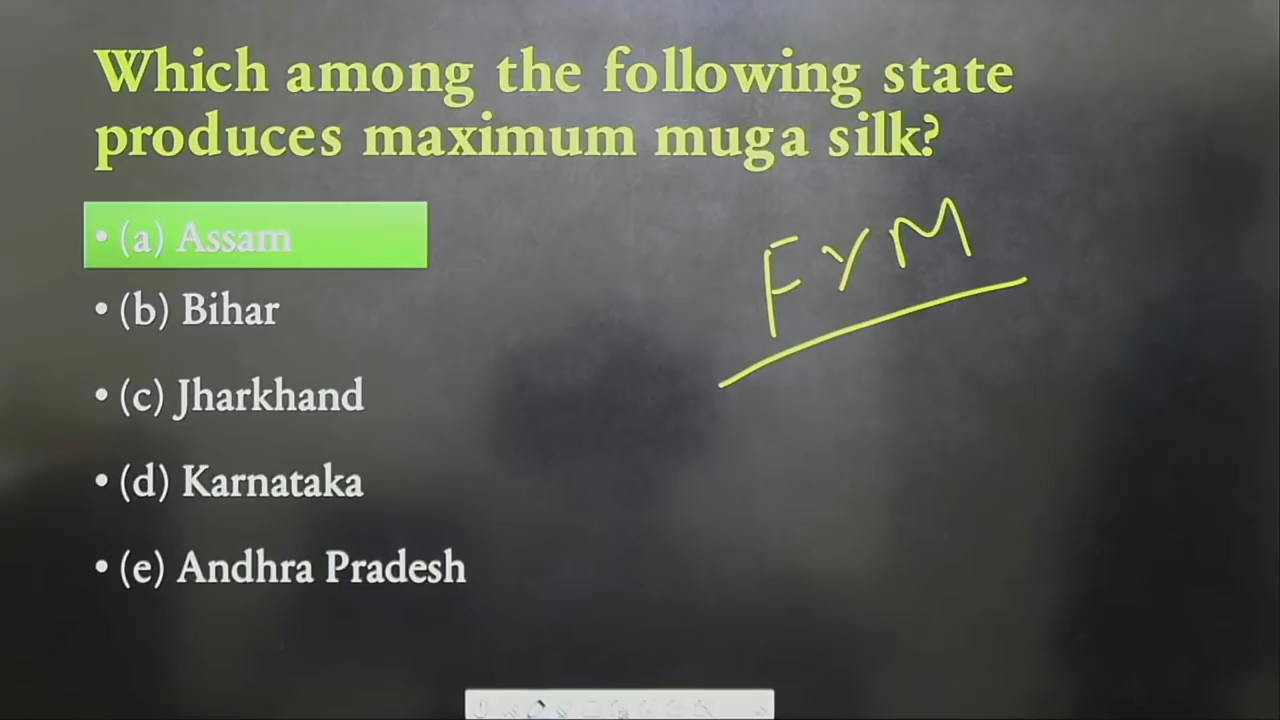 Which among the following state
produces maximum muga silk?
• (a) Assam
• (b) Bihar
• (c) Jharkhand
• (d) Karnataka
• (e) Andhra Pradesh
FYM